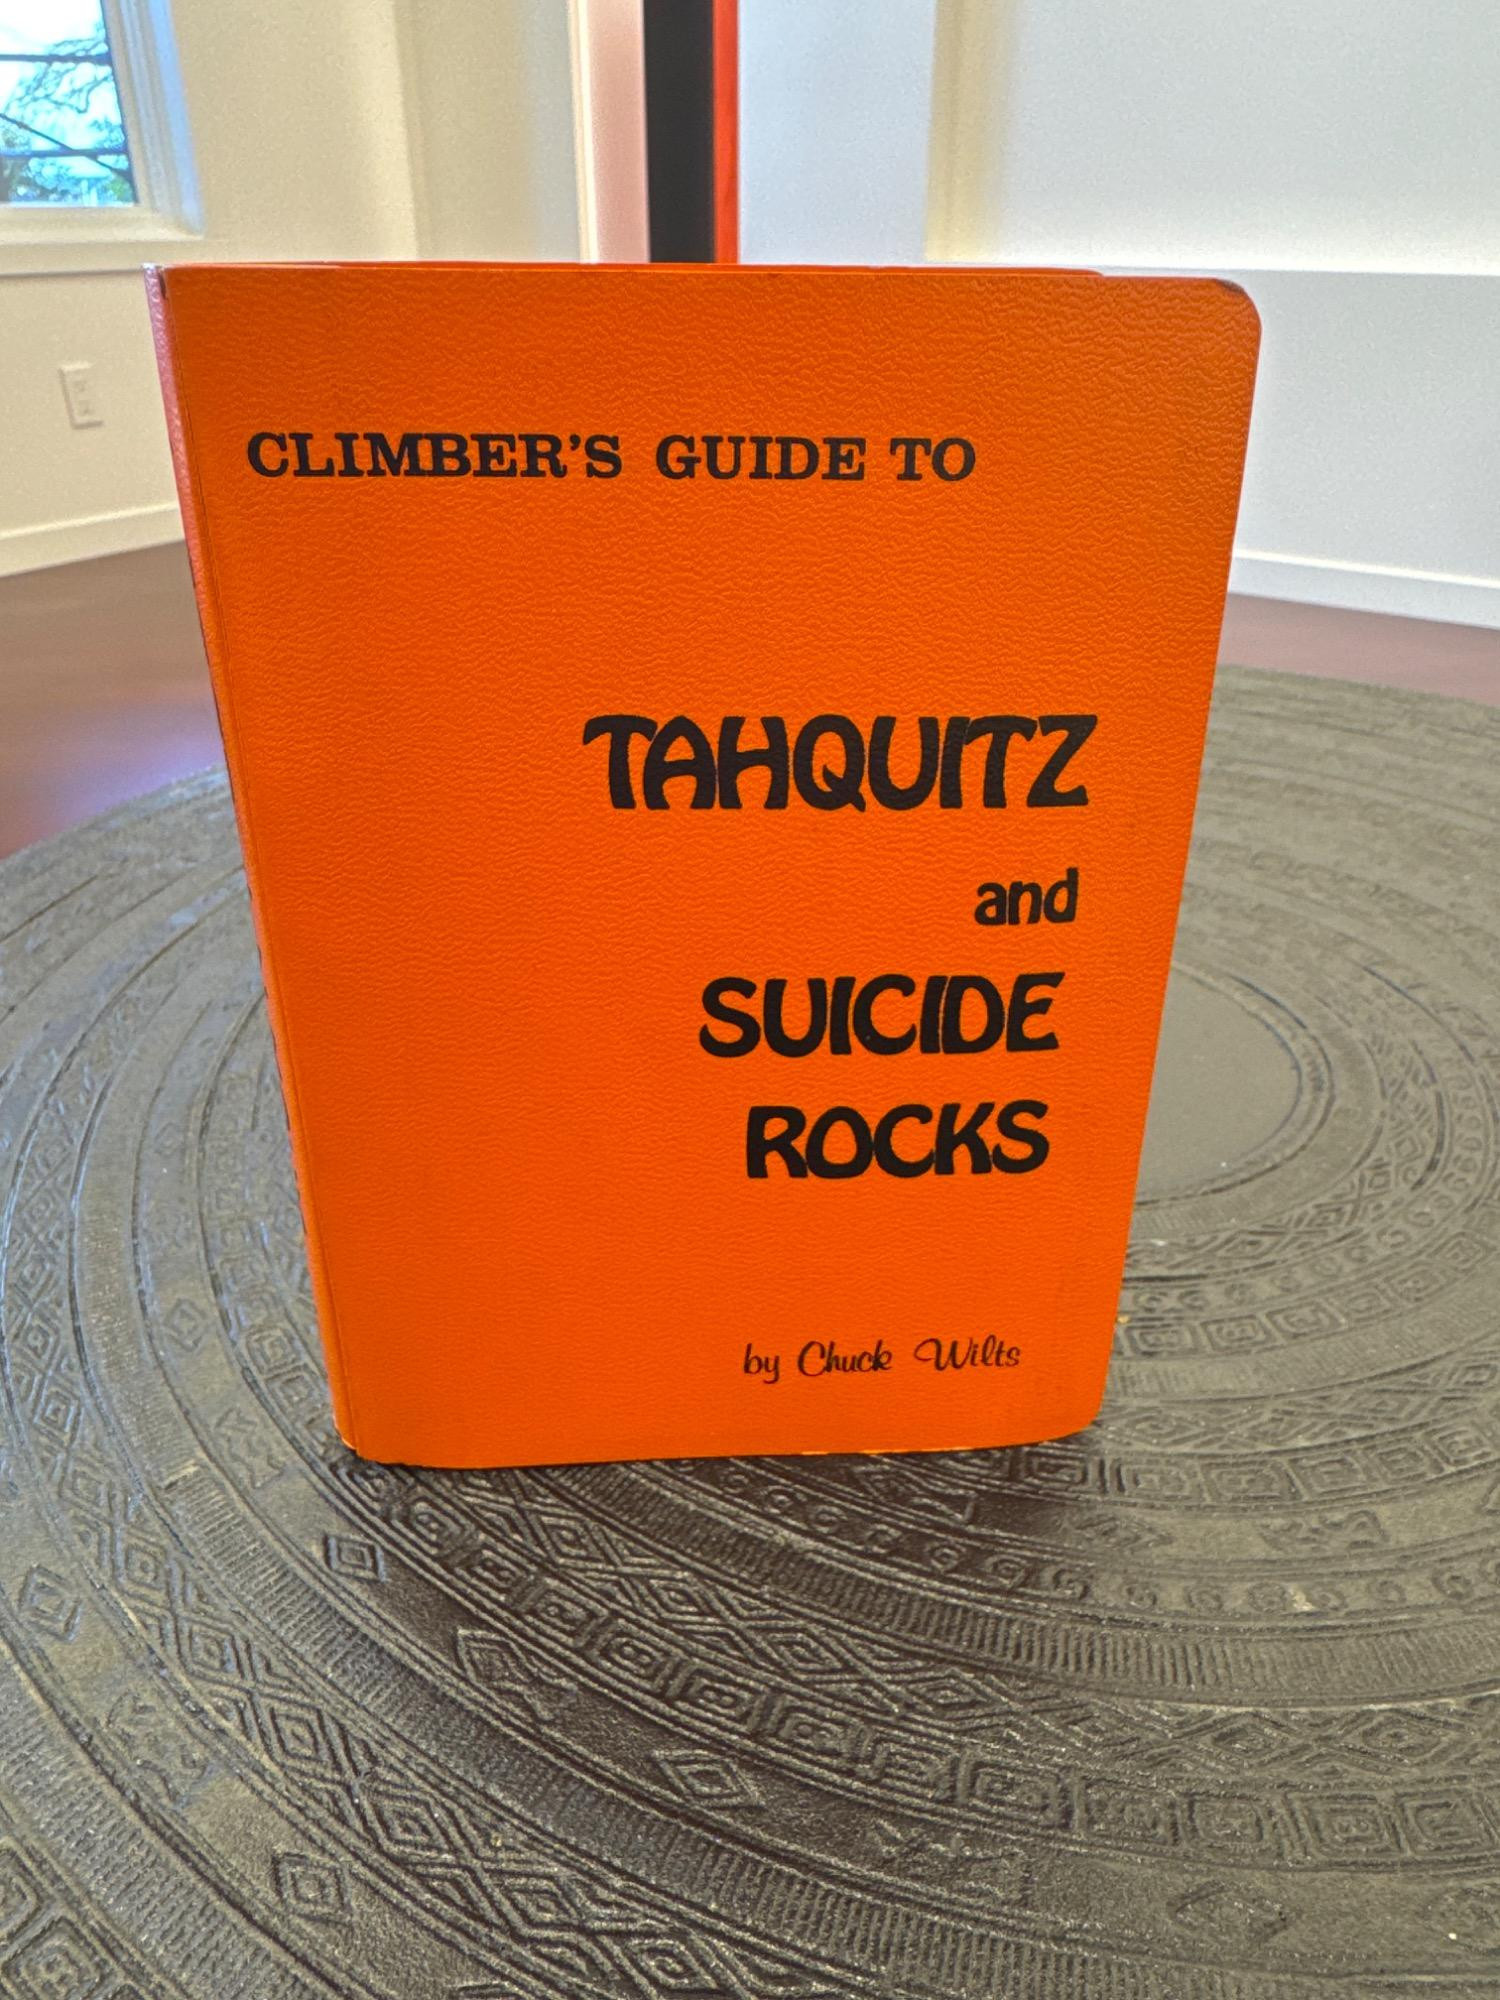 CLIMBER'S GUIDE TO
TAHQUITZ
and
SUICIDE
ROCKS
by Chuck Wilts